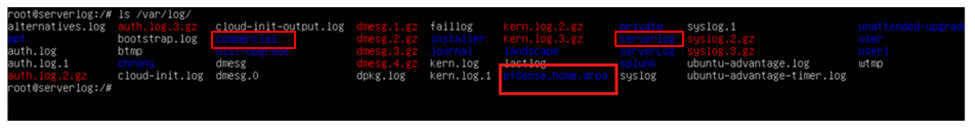 root@serverlog:/# ls /var/log/
alternatives.log auth.log.3.gz cloud-init-output.log dmesg.1.gz faillog kern.log.2.gz private syslog.1 unattended-upgrad
apt bootstrap.log commercial dmesg.2.gz installer kern.log.3.gz serverlog syslog.2.gz user
auth.log btmp dist-upgrade dmesg.3.gz journal landscape serverLog syslog.3.gz user1
auth.log.1 chrony dmesg dmesg.4.gz kern.log lastlog splunk ubuntu-advantage.log wtmp
auth.log.2.gz cloud-init.log dmesg.0 dpkg.log kern.log.1 pfSense.home.arpa syslog ubuntu-advantage-timer.log
root@serverlog:/#